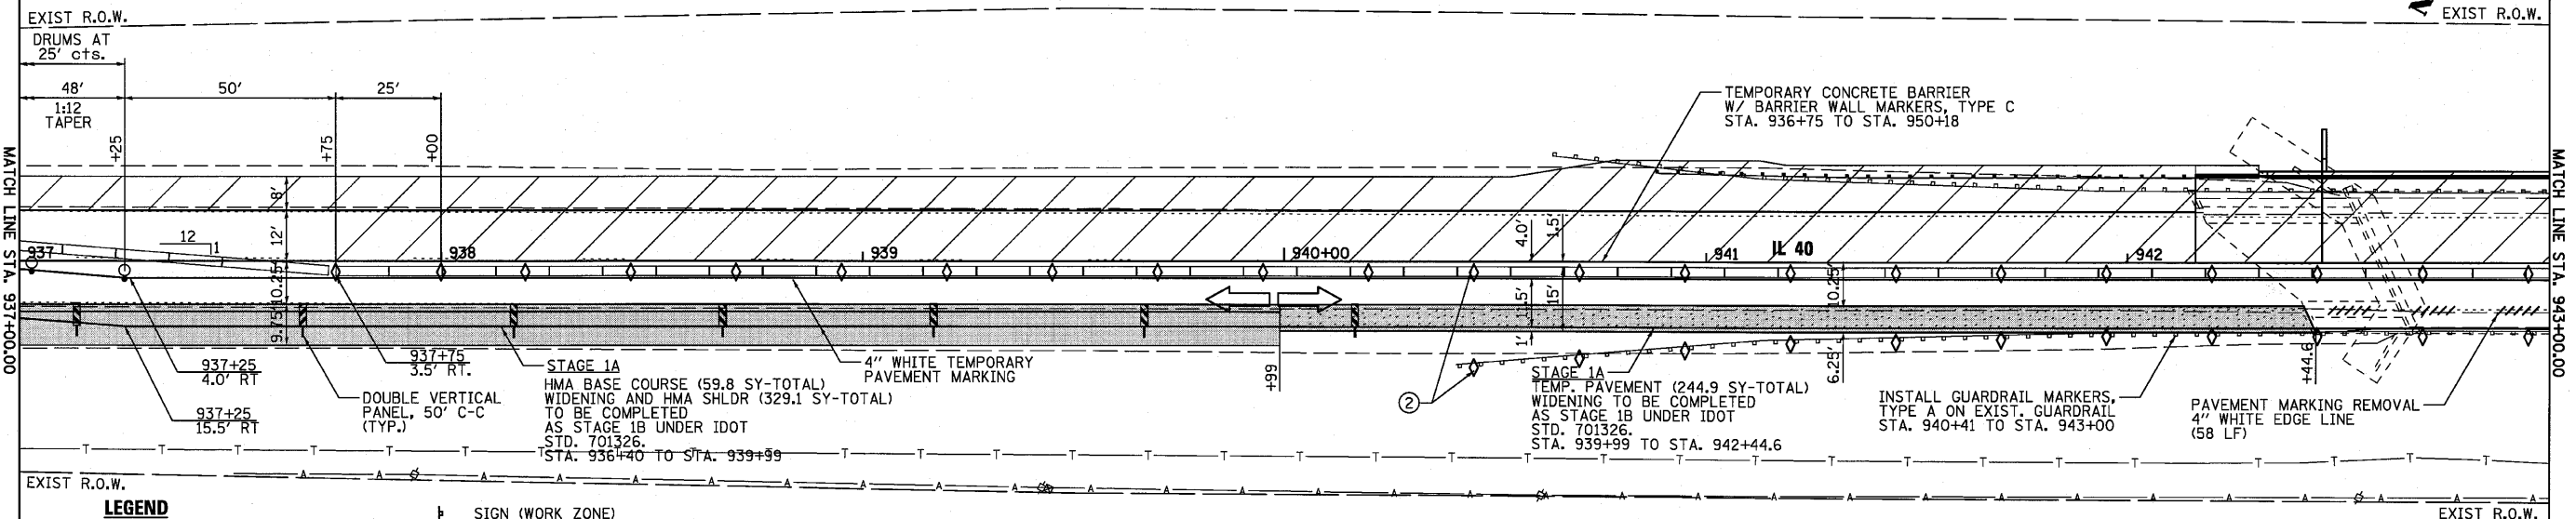 EXIST R.O.W.
EXIST R.O.W.
DRUMS AT
25' cts.
48'
50'
25'
1:12
TAPER
+25
+75
+00
TEMPORARY CONCRETE BARRIER
W/ BARRIER WALL MARKERS, TYPE C
STA. 936+75 TO STA. 950+18
MATCH LINE STA. 937+00.00
MATCH LINE STA. 943+00.00
8'
12'
10.25'
9.75'
12
1
937
938
939
940+00
941
IL 40
942
4.0'
1.5'
11.5'
15'
1'
10.25'
6.25'
937+25
4.0' RT
937+25
15.5' RT
937+75
3.5' RT.
DOUBLE VERTICAL
PANEL, 50' C-C
(TYP.)
STAGE 1A
HMA BASE COURSE (59.8 SY-TOTAL)
WIDENING AND HMA SHLDR (329.1 SY-TOTAL)
TO BE COMPLETED
AS STAGE 1B UNDER IDOT
STD. 701326.
STA. 936+40 TO STA. 939+99
4" WHITE TEMPORARY
PAVEMENT MARKING
+99
2
STAGE 1A
TEMP. PAVEMENT (244.9 SY-TOTAL)
WIDENING TO BE COMPLETED
AS STAGE 1B UNDER IDOT
STD. 701326.
STA. 939+99 TO STA. 942+44.6
INSTALL GUARDRAIL MARKERS,
TYPE A ON EXIST. GUARDRAIL
STA. 940+41 TO STA. 943+00
+44.6
PAVEMENT MARKING REMOVAL
4" WHITE EDGE LINE
(58 LF)
T T T T T T T T T T T T T T T T T T T T T T T T T T T T T T T T
A A A A A A A A A A A A A A A A A A A A A A A A A A
EXIST R.O.W.
EXIST R.O.W.
LEGEND
SIGN (WORK ZONE)